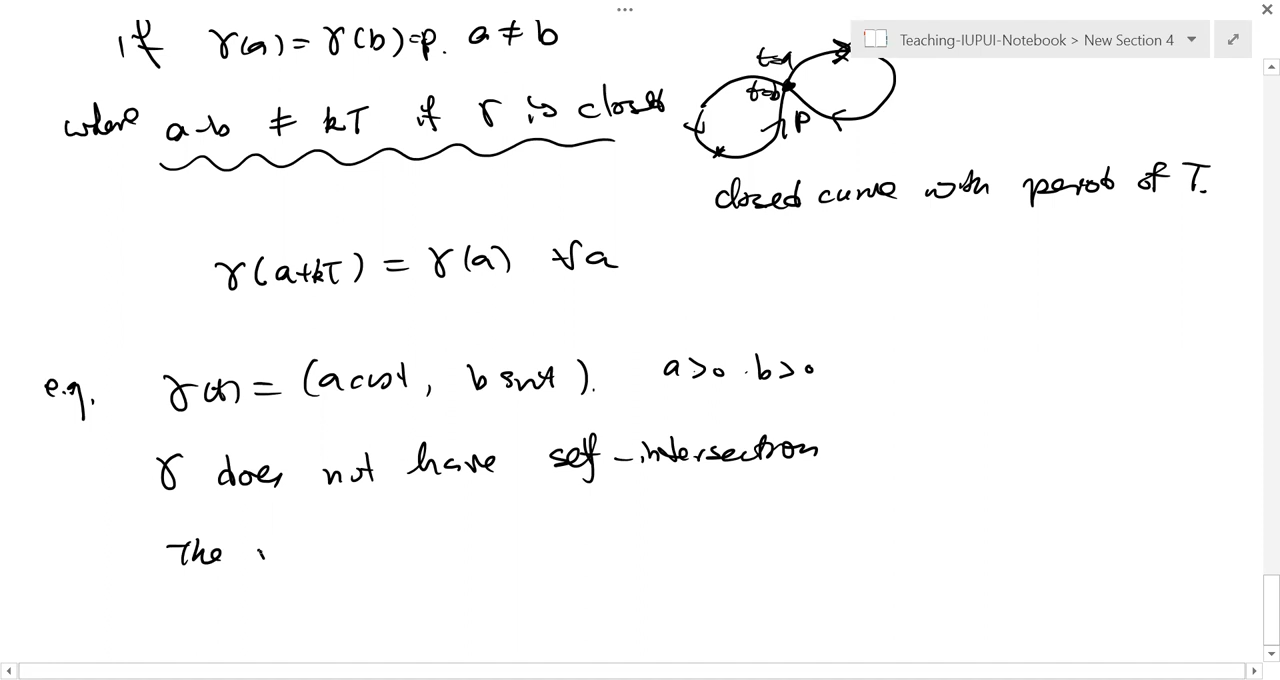 Teaching-IUPUI-Notebook > New Section 4
if γ(a) = γ(b) = p. a ≠ b
t=a
t=b
P
where a-b ≠ kT if γ is closed
closed curve with period of T.
γ(a+kT) = γ(a) ∀a
e.g. γ(t) = (a cost, b sint). a>0. b>0
γ does not have self-intersection
The